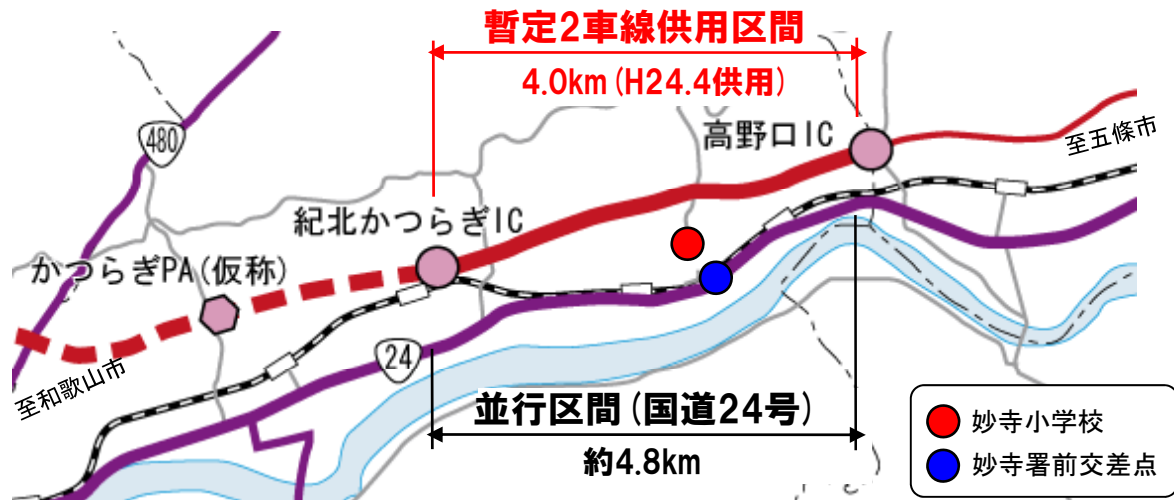 暫定2車線供用区間
4.0km(H24.4供用)
480
高野口IC
至五條市
紀北かつらぎIC
かつらぎPA(仮称)
24
至和歌山市
並行区間(国道24号)
約4.8km
妙寺小学校
妙寺署前交差点